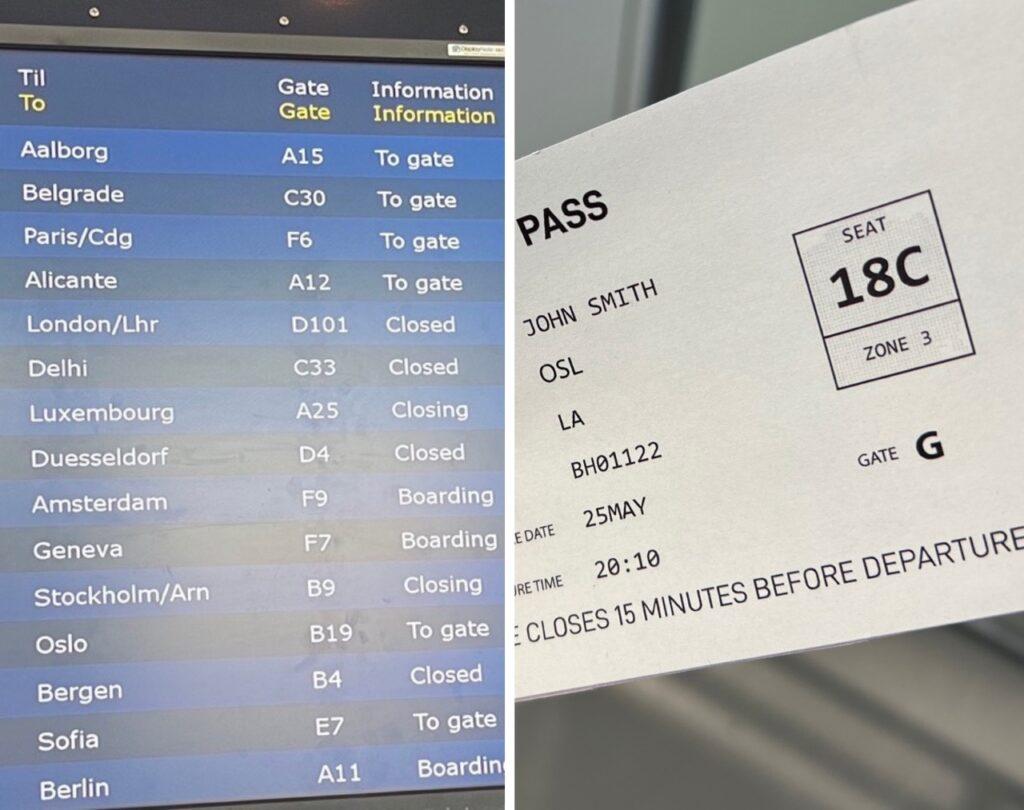 Til Gate Information
To Gate Information
Aalborg A15 To gate
Belgrade C30 To gate
Paris/Cdg F6 To gate
Alicante A12 To gate
London/Lhr D101 Closed
Delhi C33 Closed
Luxembourg A25 Closing
Duesseldorf D4 Closed
Amsterdam F9 Boarding
Geneva F7 Boarding
Stockholm/Arn B9 Closing
Oslo B19 To gate
Bergen B4 Closed
Sofia E7 To gate
Berlin A11 Boardin
PASS
SEAT
18C
ZONE 3
JOHN SMITH
OSL
LA
BH01122
GATE G
E DATE 25MAY
URE TIME 20:10
E CLOSES 15 MINUTES BEFORE DEPARTURE